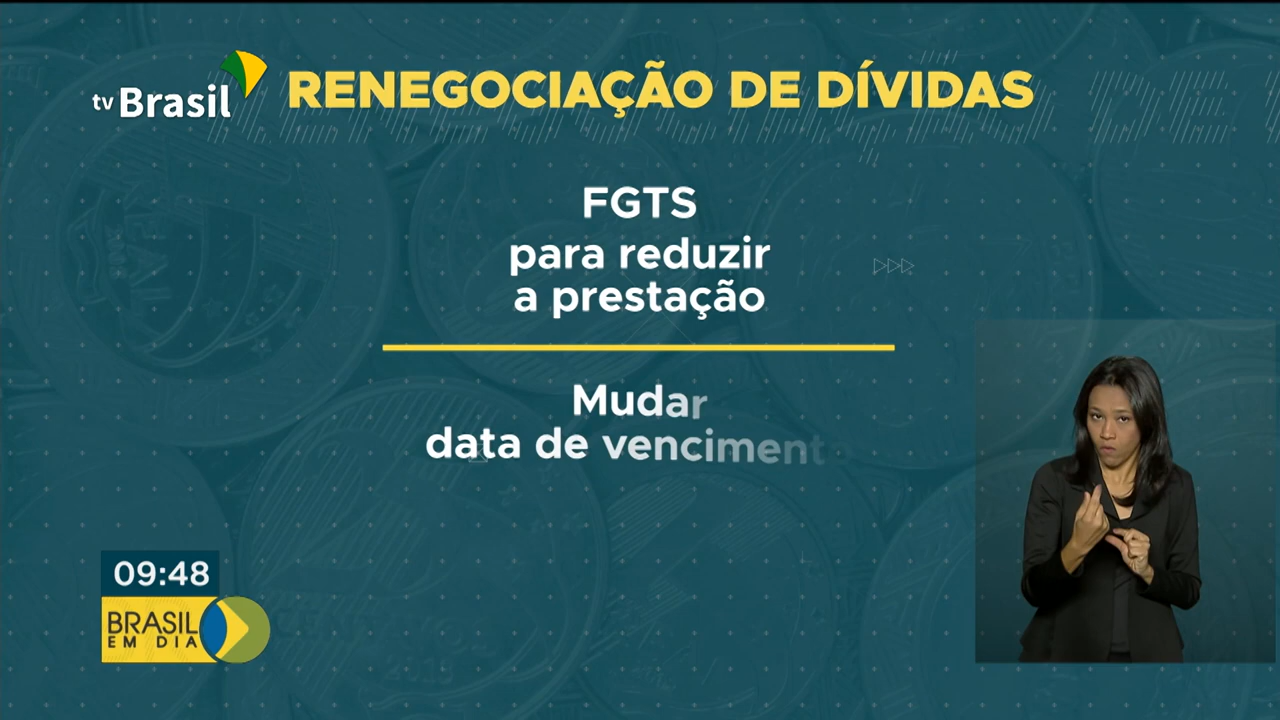 tv Brasil
RENEGOCIAÇÃO DE DÍVIDAS
FGTS
para reduzir
a prestação
Mudar
data de venciment
09:48
BRASIL
EM DIA